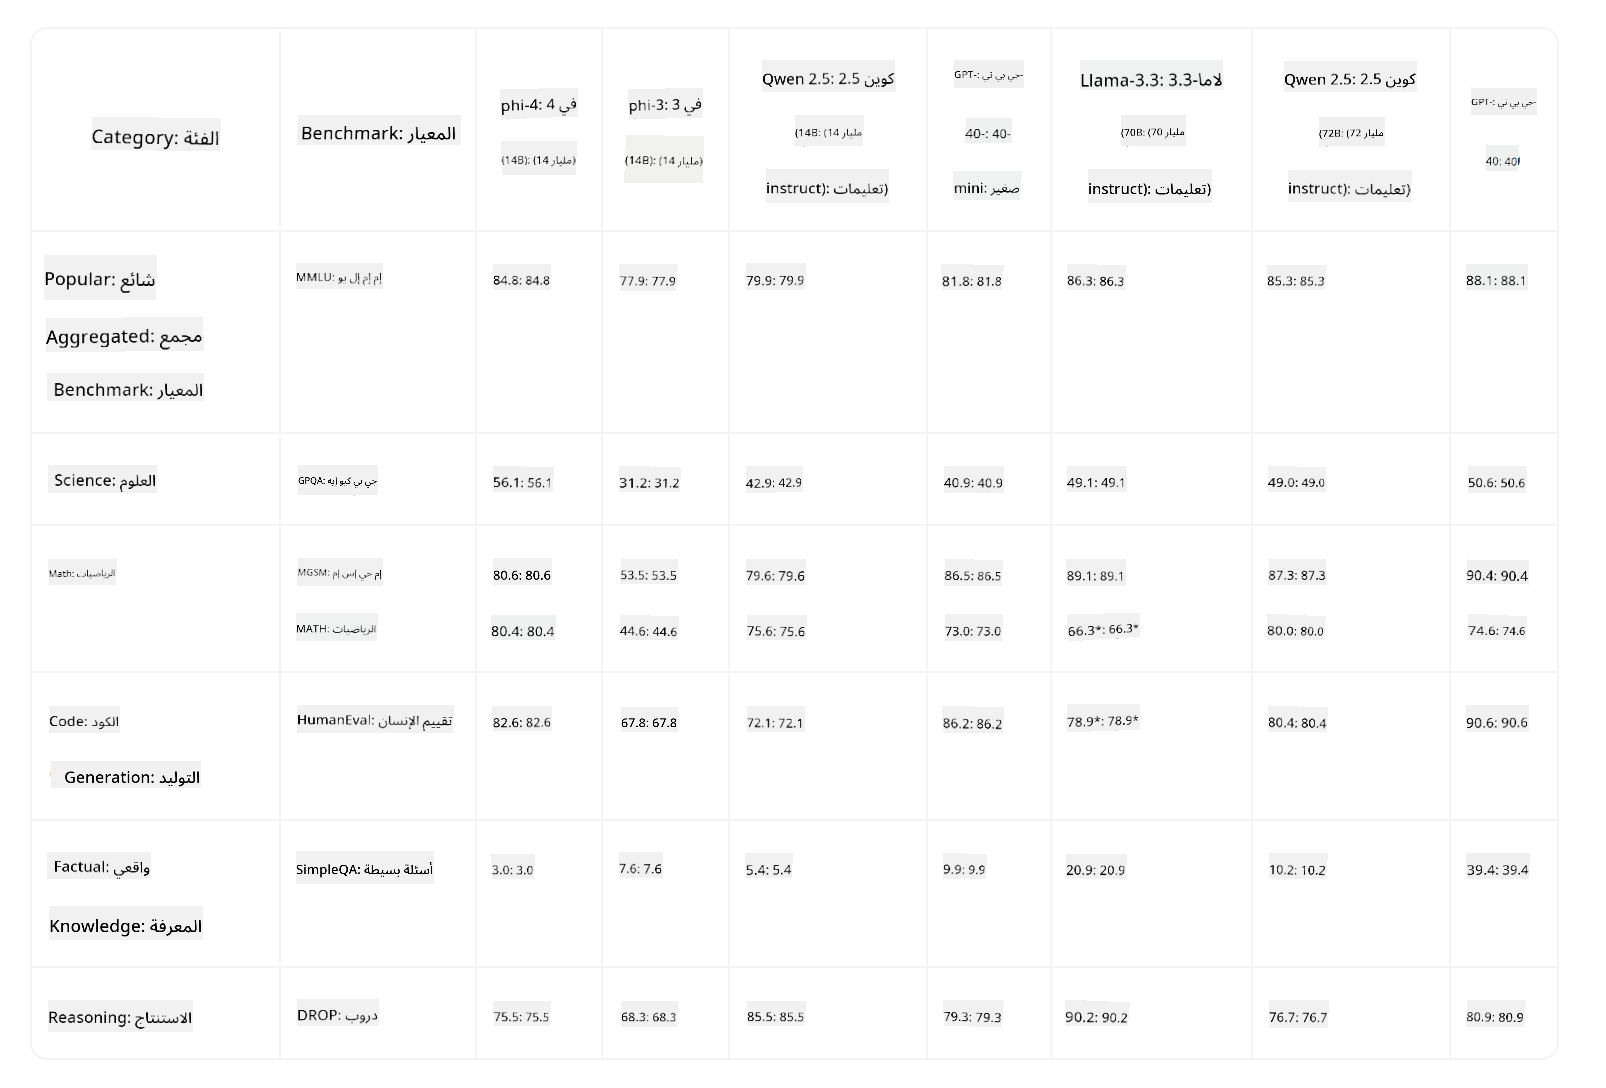 Category: الفئة
Benchmark: المعيار
phi-4: 4 في
(14B): (14 مليار)
phi-3: 3 في
(14B): (14 مليار)
Qwen 2.5: 2.5 كوين
(14B: (14 مليار
instruct): تعليمات)
GPT-: جي بي تي-
40-: 40-
mini: صغير
Llama-3.3: 3.3-لاما
(70B: (70 مليار
instruct): تعليمات)
Qwen 2.5: 2.5 كوين
(72B: (72 مليار
instruct): تعليمات)
GPT-: جي بي تي-
40: 40
Popular: شائع
Aggregated: مجمع
Benchmark: المعيار
MMLU: إم إم إل يو
84.8: 84.8
77.9: 77.9
79.9: 79.9
81.8: 81.8
86.3: 86.3
85.3: 85.3
88.1: 88.1
Science: العلوم
GPQA: جي بي كيو إيه
56.1: 56.1
31.2: 31.2
42.9: 42.9
40.9: 40.9
49.1: 49.1
49.0: 49.0
50.6: 50.6
Math: الرياضيات
MGSM: إم جي إس إم
80.6: 80.6
53.5: 53.5
79.6: 79.6
86.5: 86.5
89.1: 89.1
87.3: 87.3
90.4: 90.4
MATH: الرياضيات
80.4: 80.4
44.6: 44.6
75.6: 75.6
73.0: 73.0
66.3*: 66.3*
80.0: 80.0
74.6: 74.6
Code: الكود
Generation: التوليد
HumanEval: تقييم الإنسان
82.6: 82.6
67.8: 67.8
72.1: 72.1
86.2: 86.2
78.9*: 78.9*
80.4: 80.4
90.6: 90.6
Factual: واقعي
Knowledge: المعرفة
SimpleQA: أسئلة بسيطة
3.0: 3.0
7.6: 7.6
5.4: 5.4
9.9: 9.9
20.9: 20.9
10.2: 10.2
39.4: 39.4
Reasoning: الاستنتاج
DROP: دروب
75.5: 75.5
68.3: 68.3
85.5: 85.5
79.3: 79.3
90.2: 90.2
76.7: 76.7
80.9: 80.9